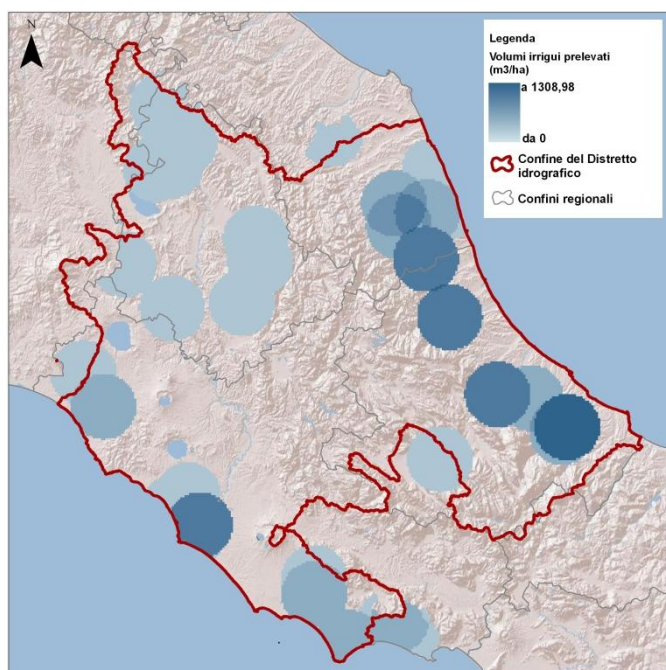 N
Legenda
Volumi irrigui prelevati
(m3/ha)
a 1308,98
da 0
Confine del Distretto
idrografico
Confini regionali